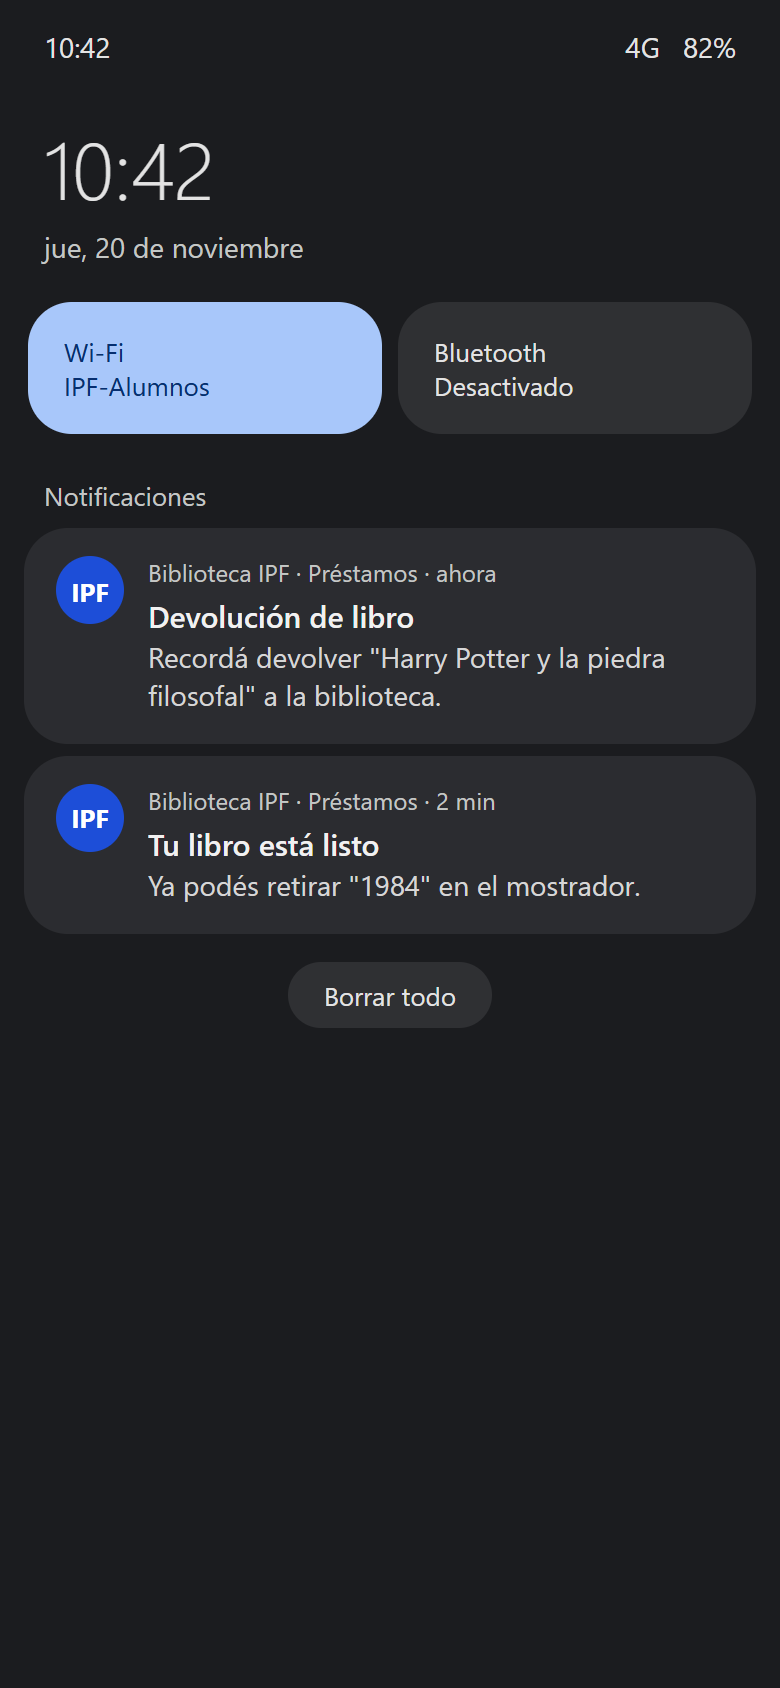 10:42 4G 82%
10:42
jue, 20 de noviembre
Wi-Fi
IPF-Alumnos
Bluetooth
Desactivado
Notificaciones
IPF
Biblioteca IPF · Préstamos · ahora
Devolución de libro
Recordá devolver "Harry Potter y la piedra
filosofal" a la biblioteca.
IPF
Biblioteca IPF · Préstamos · 2 min
Tu libro está listo
Ya podés retirar "1984" en el mostrador.
Borrar todo